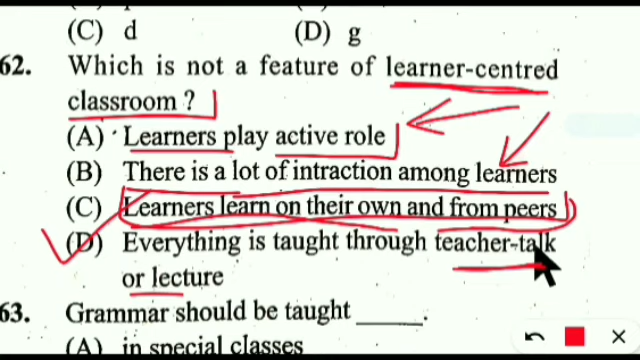 (C) d (D) g
62. Which is not a feature of learner-centred
classroom ?
(A) Learners play active role
(B) There is a lot of intraction among learners
(C) Learners learn on their own and from peers
(D) Everything is taught through teacher-talk
or lecture
63. Grammar should be taught ______.
(A) in special classes